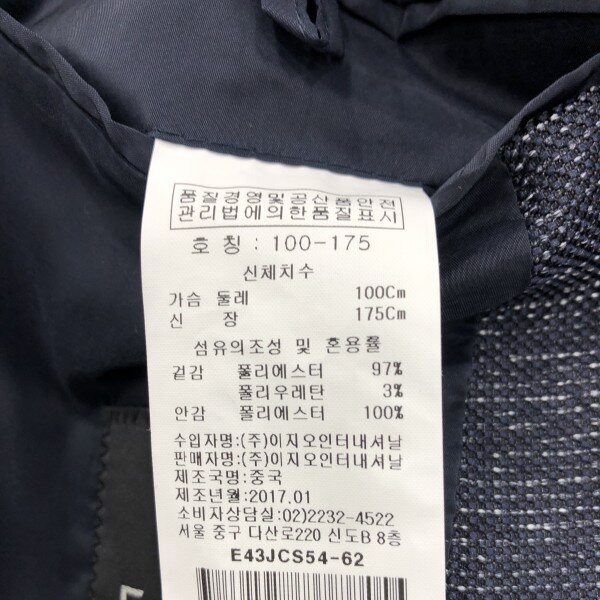 품질경영및공산품안전
관리법에의한품질표시
호 칭 : 100-175
신체치수
가슴 둘레 100Cm
신 장 175Cm
섬유의조성 및 혼용률
겉감 폴리에스터 97%
폴리우레탄 3%
안감 폴리에스터 100%
수입자명:(주)이지오인터내셔날
판매자명:(주)이지오인터내셔날
제조국명:중국
제조년월:2017.01
소비자상담실:02)2232-4522
서울 중구 다산로220 신도B 8층
E43JCS54-62